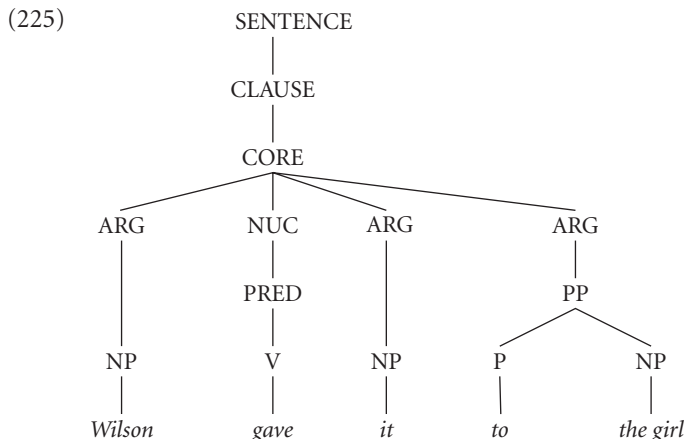 (225) SENTENCE
CLAUSE
CORE
ARG NUC ARG ARG
PRED PP
NP V NP P NP
Wilson gave it to the girl